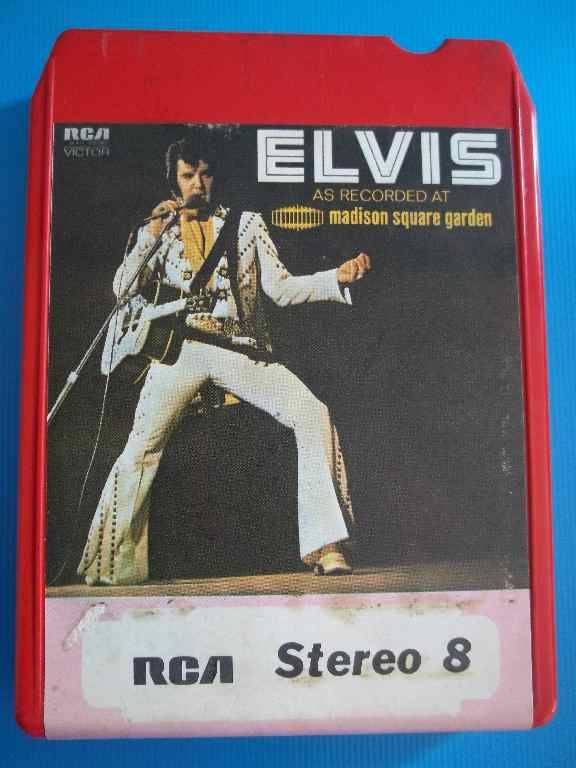 RCA
VICTOR
ELVIS
AS RECORDED AT
madison square garden
RCA Stereo 8